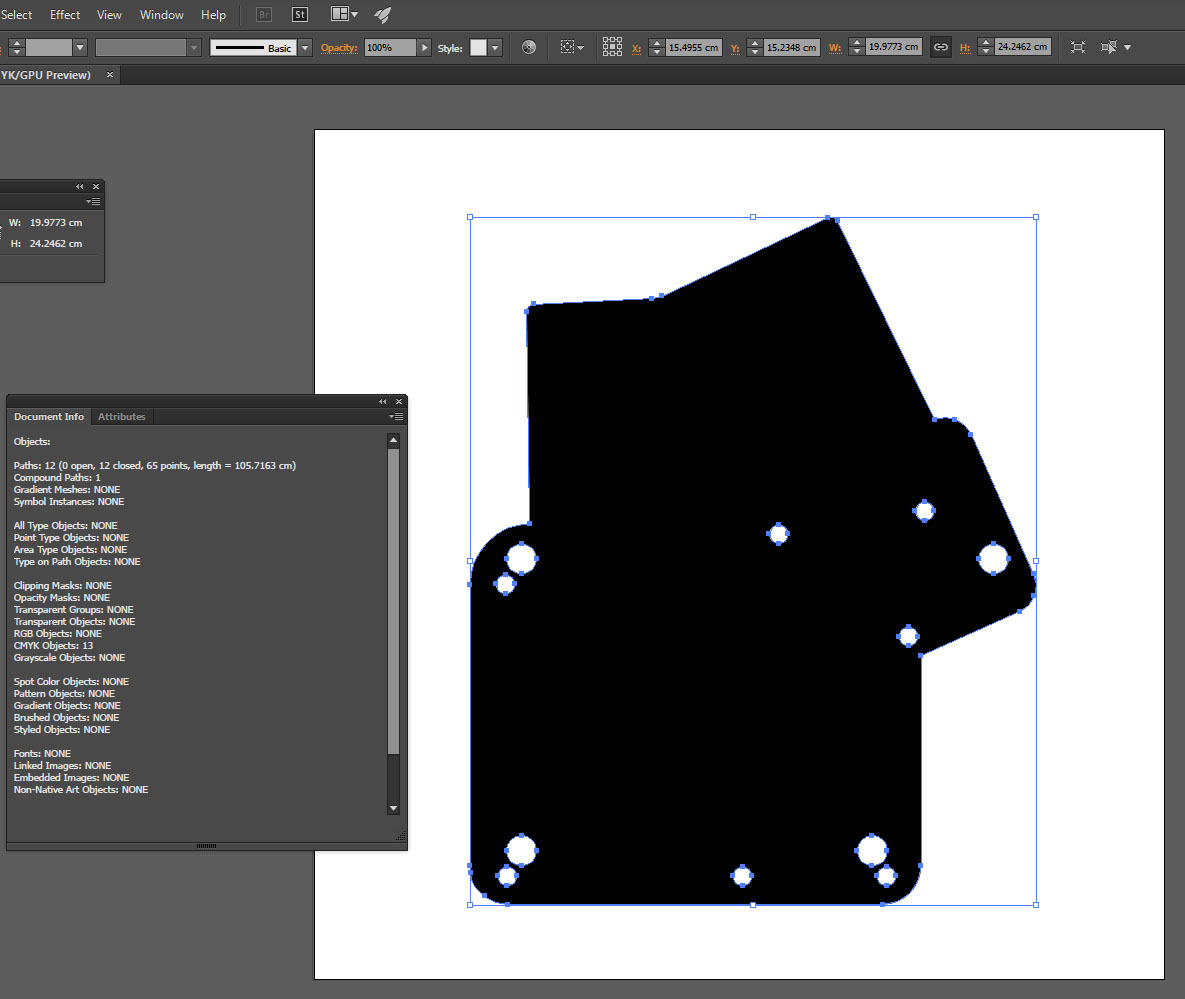 Select Effect View Window Help Br St
Basic Opacity: 100% Style: X: 15.4955 cm Y: 15.2348 cm W: 19.9773 cm H: 24.2462 cm
YK/GPU Preview) ×
W: 19.9773 cm
H: 24.2462 cm
Document Info Attributes
Objects:
Paths: 12 (0 open, 12 closed, 65 points, length = 105.7163 cm)
Compound Paths: 1
Gradient Meshes: NONE
Symbol Instances: NONE
All Type Objects: NONE
Point Type Objects: NONE
Area Type Objects: NONE
Type on Path Objects: NONE
Clipping Masks: NONE
Opacity Masks: NONE
Transparent Groups: NONE
Transparent Objects: NONE
RGB Objects: NONE
CMYK Objects: 13
Grayscale Objects: NONE
Spot Color Objects: NONE
Pattern Objects: NONE
Gradient Objects: NONE
Brushed Objects: NONE
Styled Objects: NONE
Fonts: NONE
Linked Images: NONE
Embedded Images: NONE
Non-Native Art Objects: NONE